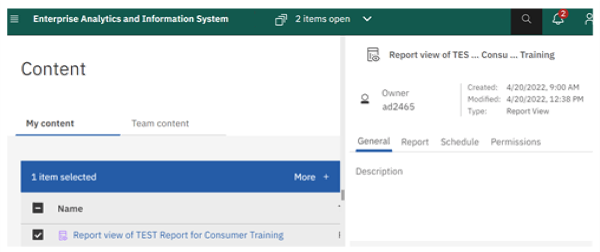 Enterprise Analytics and Information System
2 items open
2
Content
My content
Team content
1 item selected
More +
Name
Report view of TEST Report for Consumer Training
Report view of TES ... Consu ... Training
Owner
ad2465
Created: 4/20/2022, 9:00 AM
Modified: 4/20/2022, 12:38 PM
Type: Report View
General Report Schedule Permissions
Description